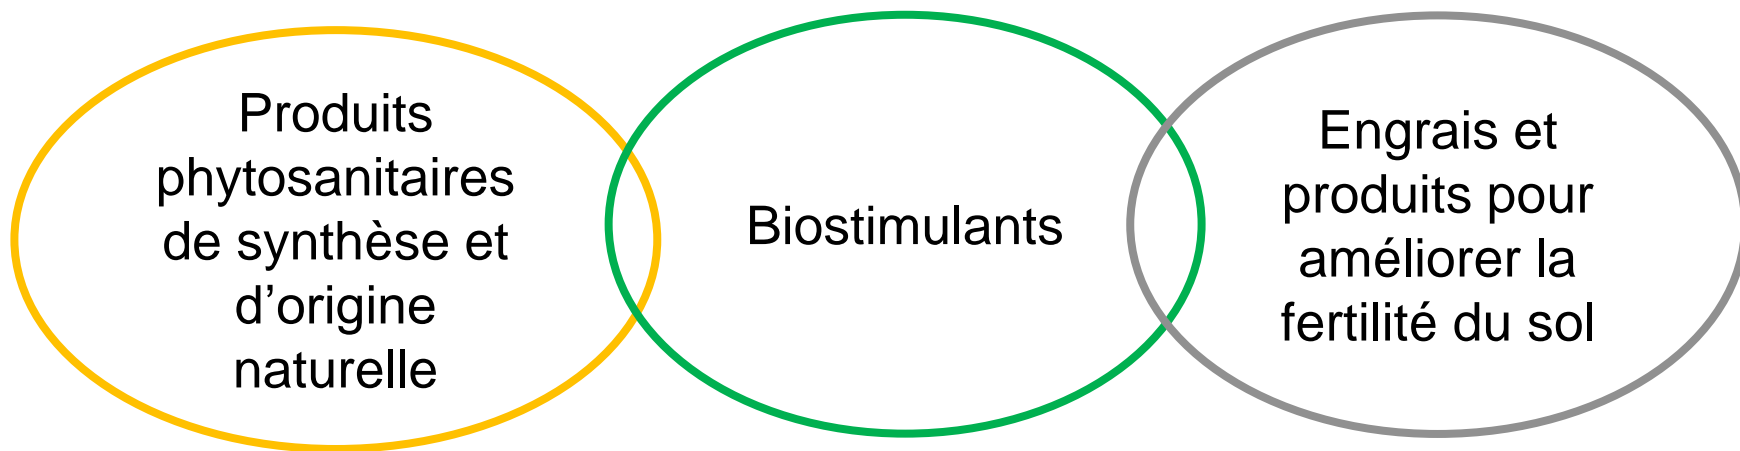 Produits
phytosanitaires
de synthèse et
d’origine
naturelle
Biostimulants
Engrais et
produits pour
améliorer la
fertilité du sol